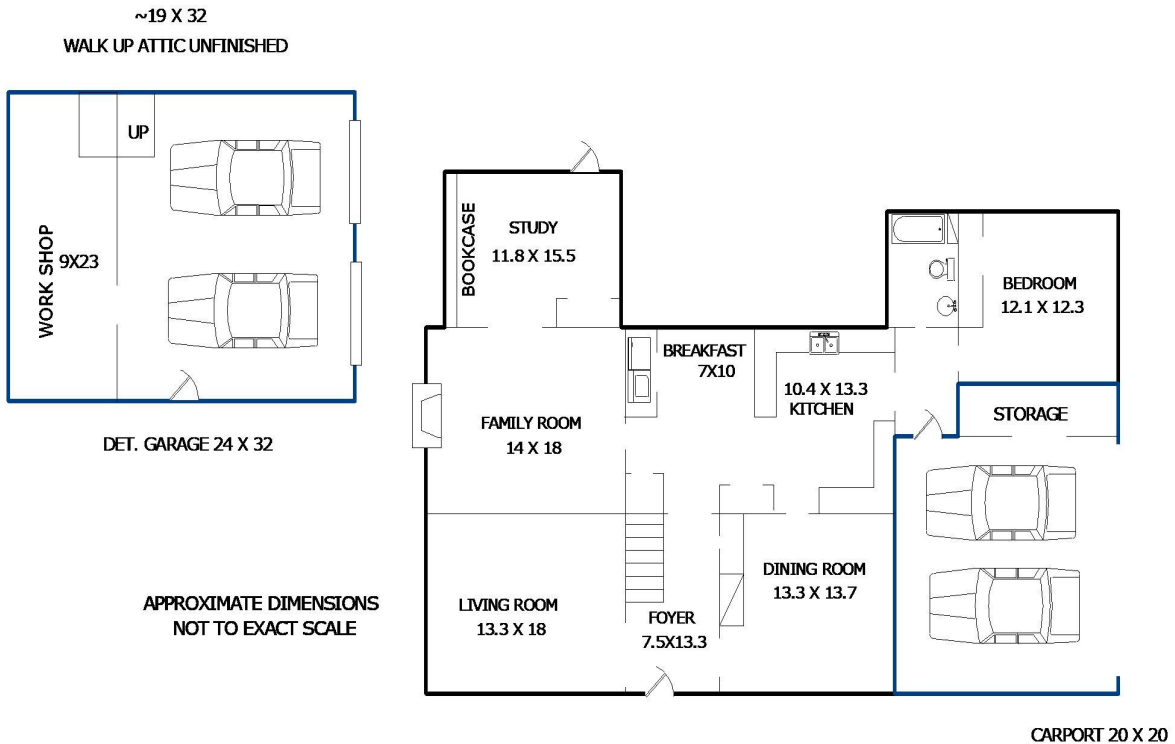 ~19 X 32
WALK UP ATTIC UNFINISHED
UP
WORK SHOP
9X23
DET. GARAGE 24 X 32
BOOKCASE
STUDY
11.8 X 15.5
BEDROOM
12.1 X 12.3
BREAKFAST
7X10
10.4 X 13.3
KITCHEN
STORAGE
FAMILY ROOM
14 X 18
DINING ROOM
13.3 X 13.7
LIVING ROOM
13.3 X 18
FOYER
7.5X13.3
APPROXIMATE DIMENSIONS
NOT TO EXACT SCALE
CARPORT 20 X 20